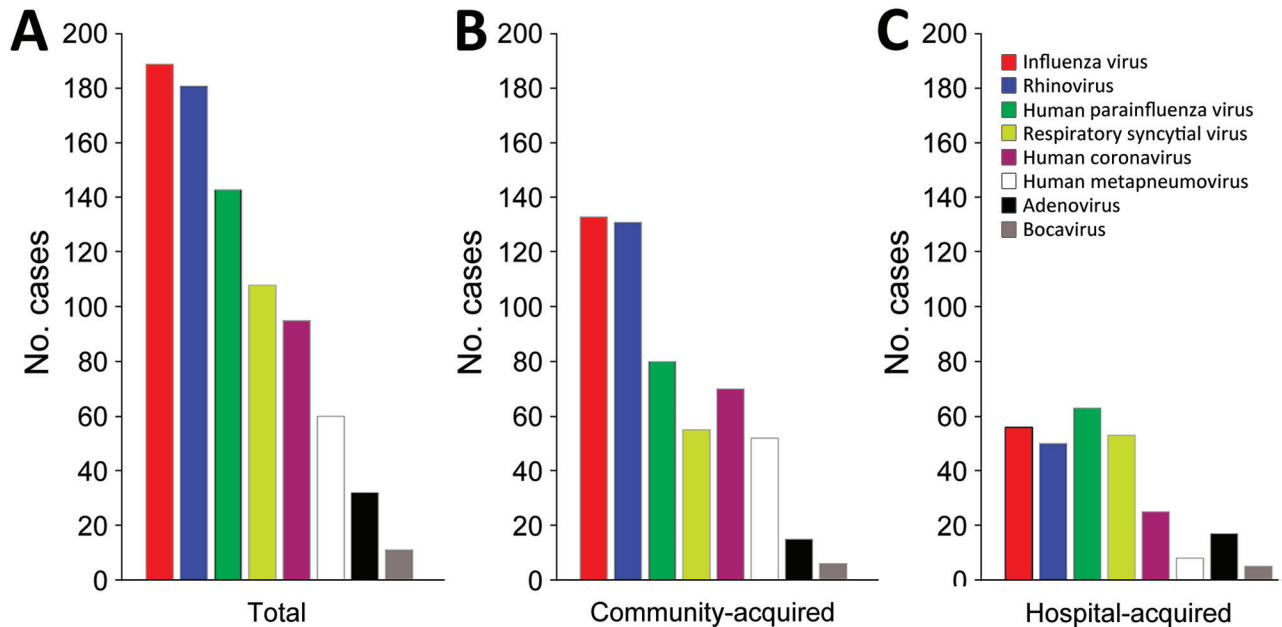 A
No. cases
200
180
160
140
120
100
80
60
40
20
0
Total
B
No. cases
200
180
160
140
120
100
80
60
40
20
0
Community-acquired
C
No. cases
200
180
160
140
120
100
80
60
40
20
0
Influenza virus
Rhinovirus
Human parainfluenza virus
Respiratory syncytial virus
Human coronavirus
Human metapneumovirus
Adenovirus
Bocavirus
Hospital-acquired